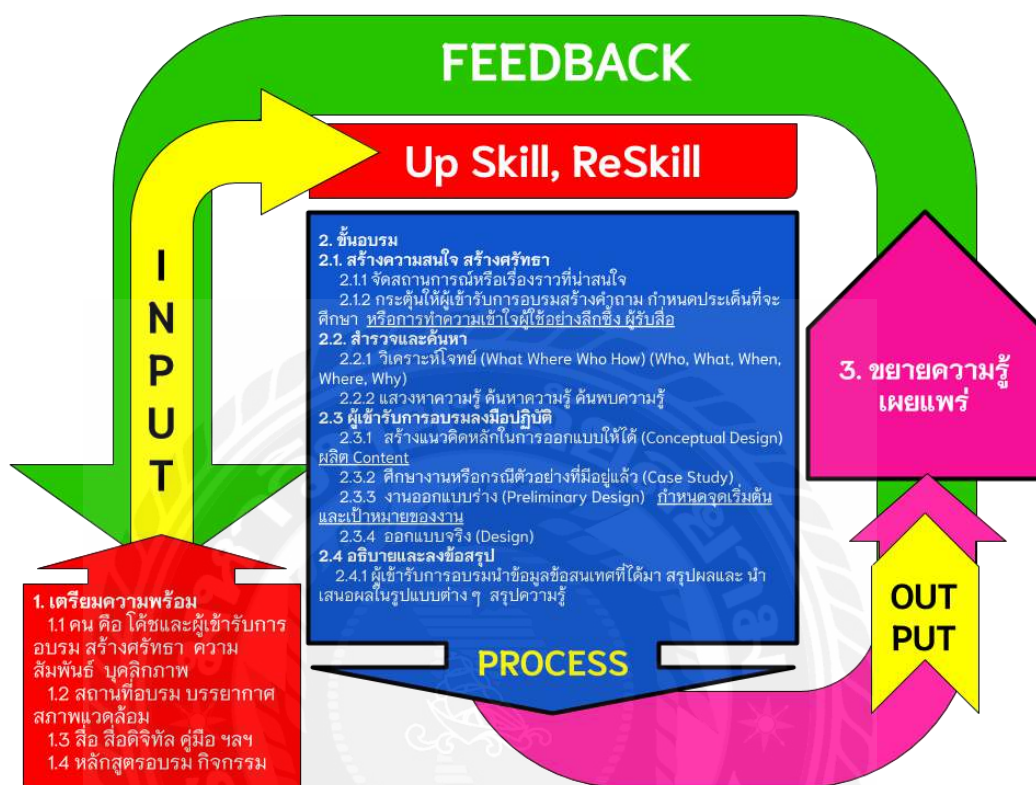 FEEDBACK
Up Skill, ReSkill
I
N
P
U
T
1. เตรียมความพร้อม
1.1 คน คือ โค้ชและผู้เข้ารับการ
อบรม สร้างศรัทธา ความ
สัมพันธ์ บุคลิกภาพ
1.2 สถานที่อบรม บรรยากาศ
สภาพแวดล้อม
1.3 สื่อ สื่อดิจิทัล คู่มือ ฯลฯ
1.4 หลักสูตรอบรม กิจกรรม
2. ขั้นอบรม
2.1. สร้างความสนใจ สร้างศรัทธา
2.1.1 จัดสถานการณ์หรือเรื่องราวที่น่าสนใจ
2.1.2 กระตุ้นให้ผู้เข้ารับการอบรมสร้างคำถาม กำหนดประเด็นที่จะ
ศึกษา หรือการทำความเข้าใจผู้ใช้อย่างลึกซึ้ง ผู้รับสื่อ
2.2. สำรวจและค้นหา
2.2.1 วิเคราะห์โจทย์ (What Where Who How) (Who, What, When,
Where, Why)
2.2.2 แสวงหาความรู้ ค้นหาความรู้ ค้นพบความรู้
2.3 ผู้เข้ารับการอบรมลงมือปฏิบัติ
2.3.1 สร้างแนวคิดหลักในการออกแบบให้ได้ (Conceptual Design)
ผลิต Content
2.3.2 ศึกษางานหรือกรณีตัวอย่างที่มีอยู่แล้ว (Case Study)
2.3.3 งานออกแบบร่าง (Preliminary Design) กำหนดจุดเริ่มต้น
และเป้าหมายของงาน
2.3.4 ออกแบบจริง (Design)
2.4 อธิบายและลงข้อสรุป
2.4.1 ผู้เข้ารับการอบรมนำข้อมูลข้อสนเทศที่ได้มา สรุปผลและ นำ
เสนอผลในรูปแบบต่าง ๆ สรุปความรู้
PROCESS
3. ขยายความรู้
เผยแพร่
OUT
PUT